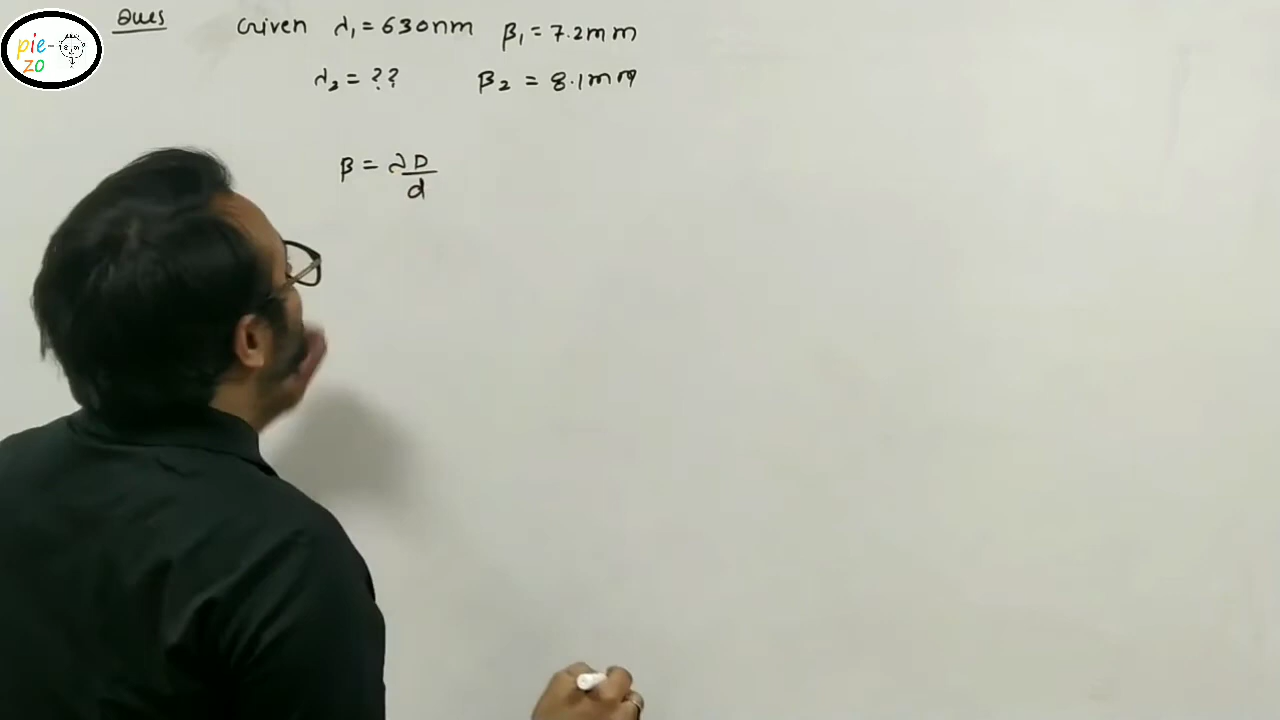 pie-
zo
Ques
Given λ₁ = 630nm β₁ = 7.2mm
λ₂ = ?? β₂ = 8.1mm
β = λD/d